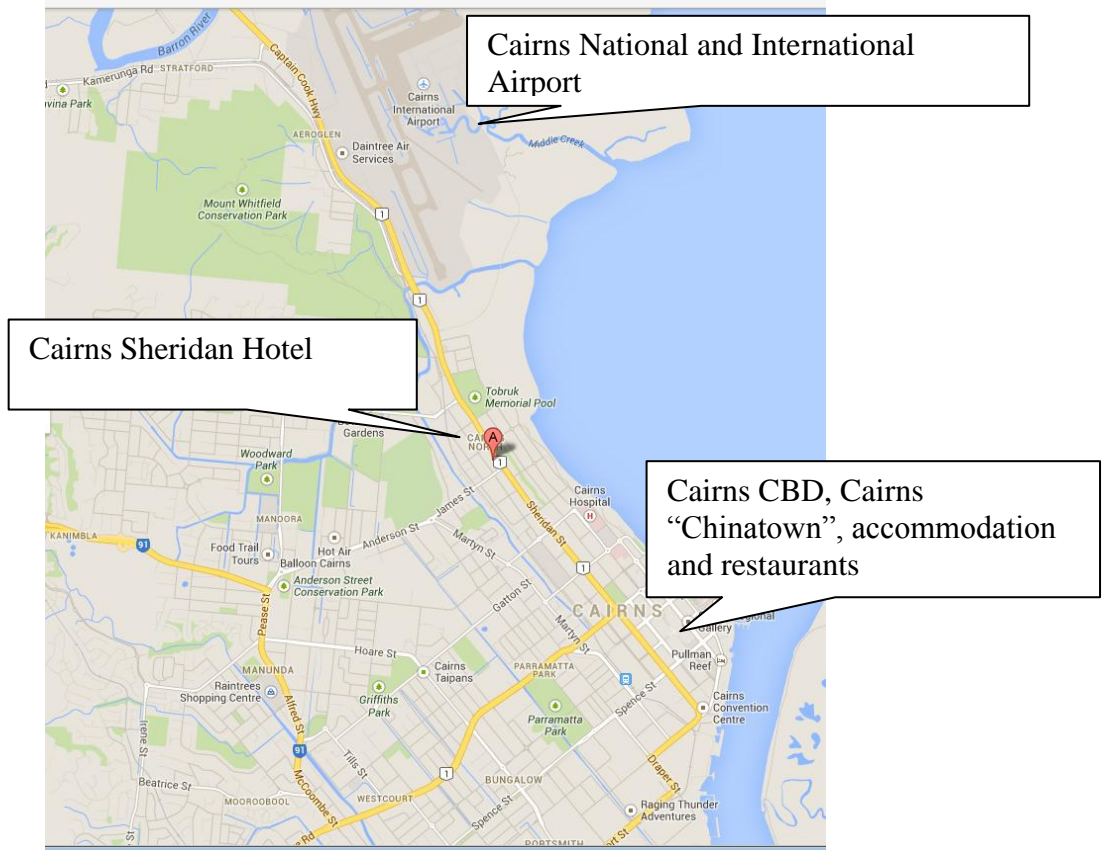 Barron River
Captain Cook Hwy
Cairns National and International
Airport
Kamerunga Rd
STRATFORD
vina Park
Cairns
International
Airport
AEROGLEN
Daintree Air
Services
Middle Creek
Mount Whitfield
Conservation Park
1
1
Cairns Sheridan Hotel
Tobruk
Memorial Pool
Gardens
A
NORTH
1
Woodward
Park
Cairns
Hospital
H
Cairns CBD, Cairns
“Chinatown”, accommodation
and restaurants
James St
Sheridan St
MANOORA
KANIMBLA
91
Food Trail
Tours
Hot Air
Balloon Cairns
Anderson St
Martyn St
1
Anderson Street
Conservation Park
Gatton St
CAIRNS
Pease St
Martyn St
Gallery
Hoare St
Pullman
Reef
MANUNDA
Cairns
Taipans
PARRAMATTA
PARK
Raintrees
Shopping Centre
Griffiths
Park
Spence St
Cairns
Convention
Centre
Alfred St
Irene St
Parramatta
Park
91
Tills St
Draper St
1
BUNGALOW
Beatrice St
McCoombe St
MOOROOBOOL
WESTCOURT
Spence St
Raging Thunder
Adventures
St
Rd
PORTSMITH